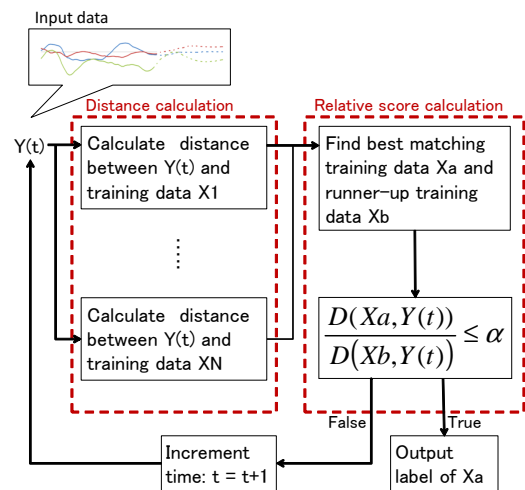 Input data
Distance calculation
Relative score calculation
Y(t)
Calculate distance
between Y(t) and
training data X1
Find best matching
training data Xa and
runner-up training
data Xb
......
Calculate distance
between Y(t) and
training data XN
D(Xa,Y(t))
D(Xb,Y(t))
≤ α
False
True
Increment
time: t = t+1
Output
label of Xa